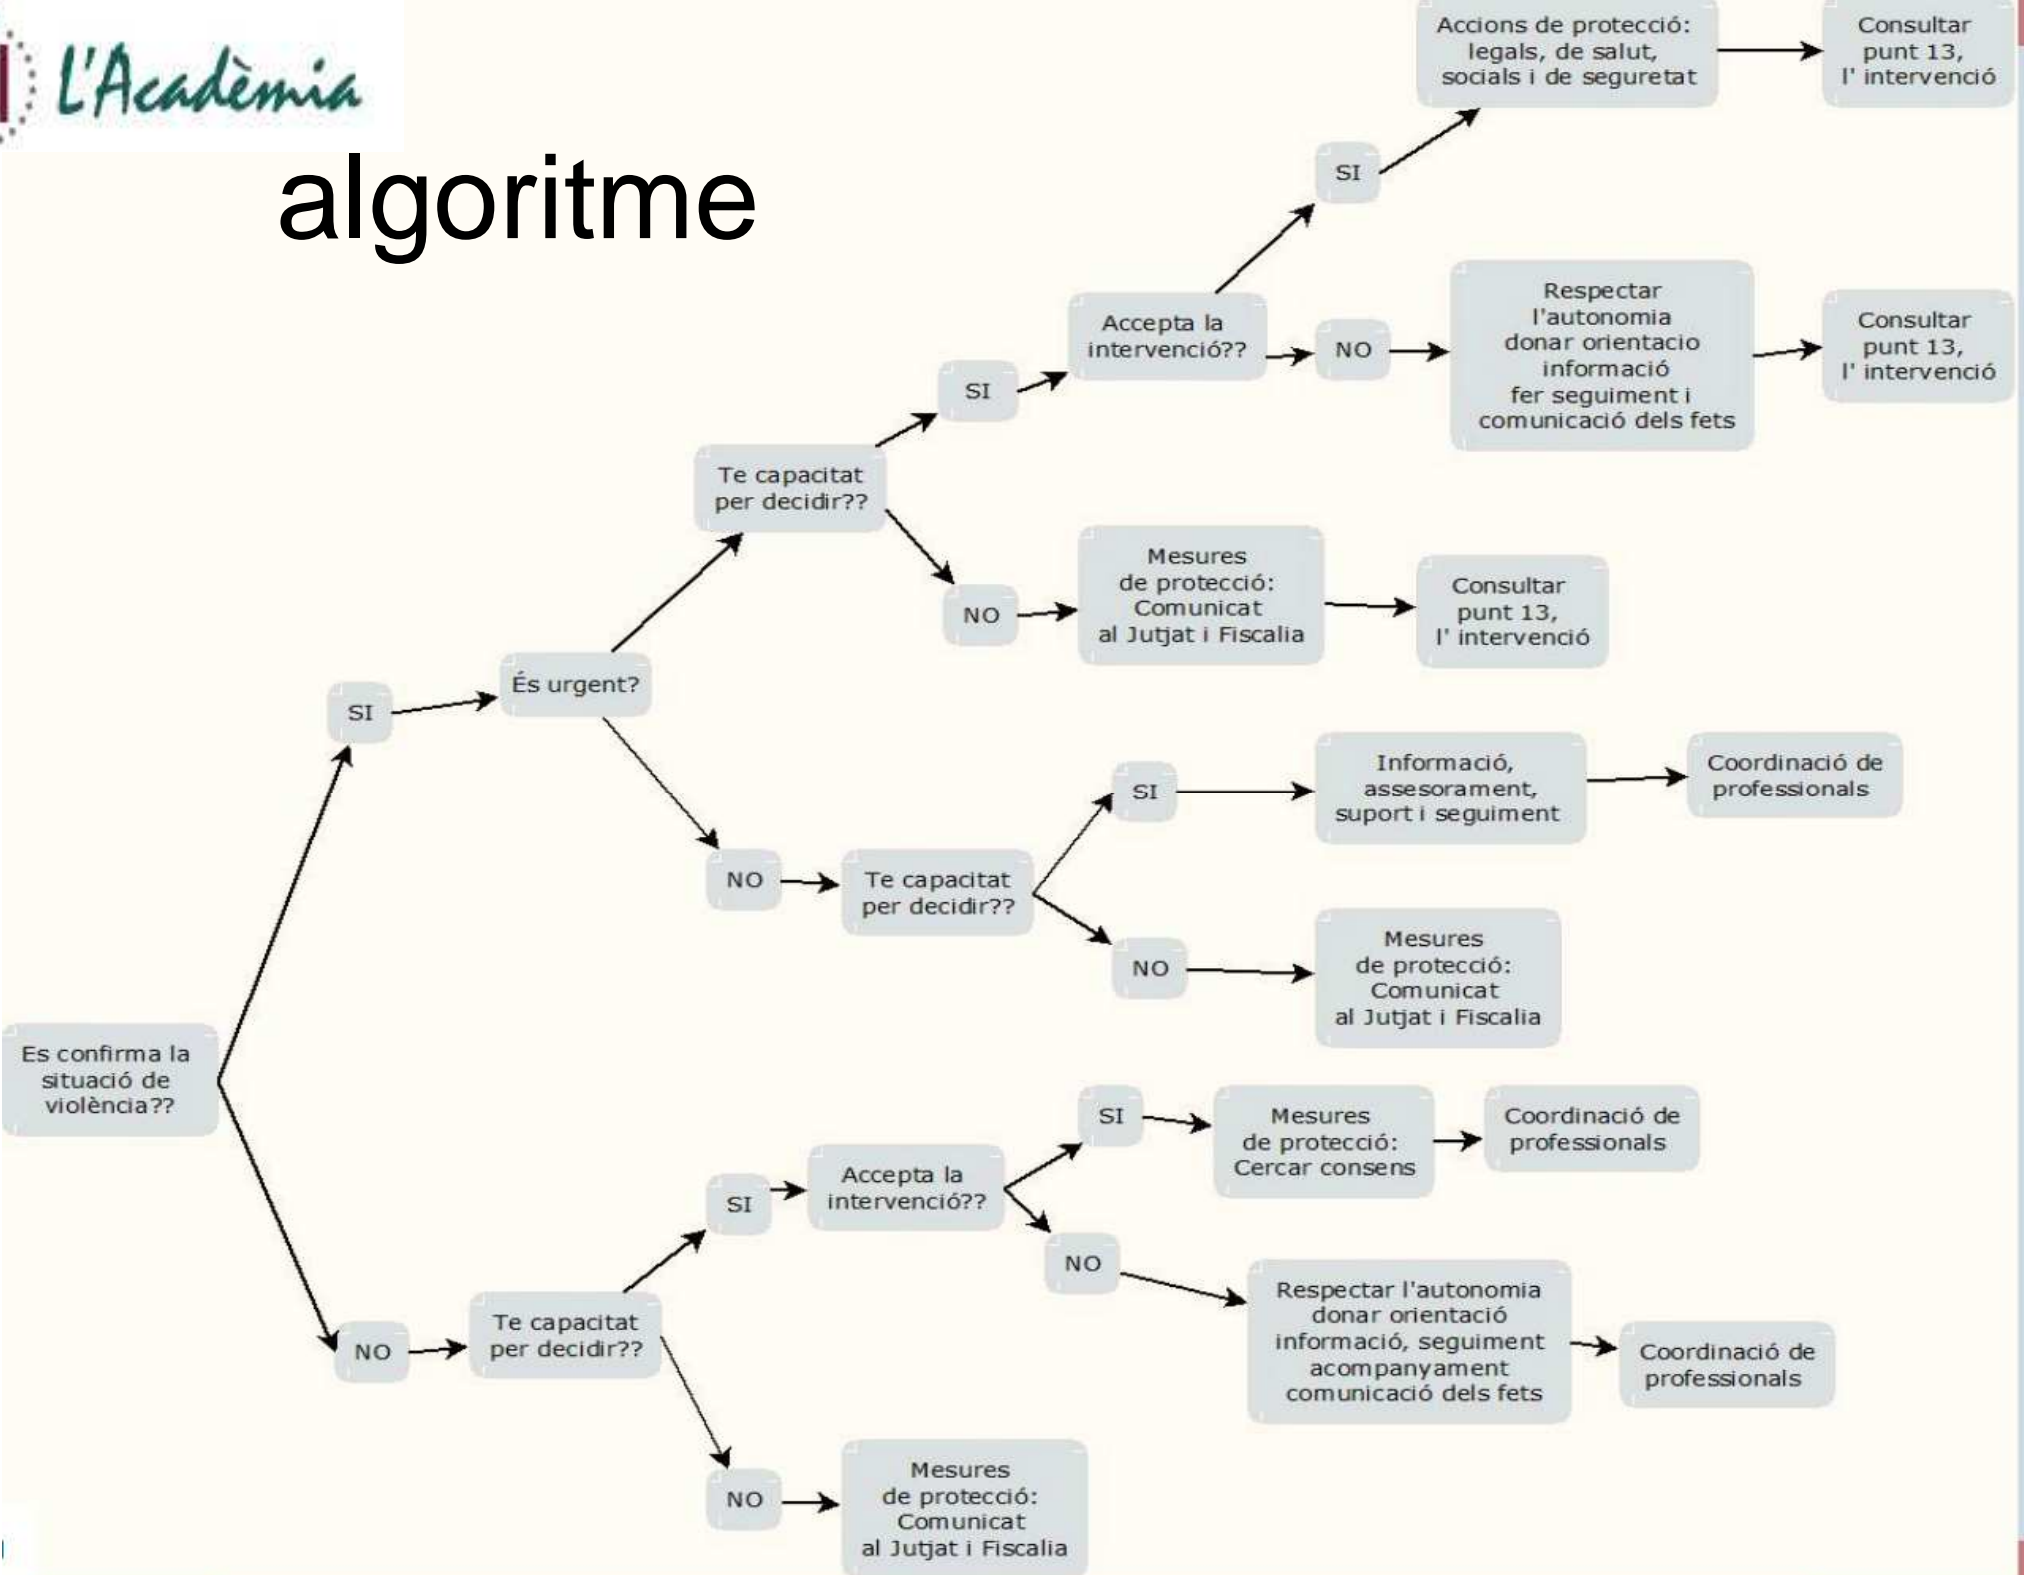 L'Acadèmia
algoritme
Accions de protecció:
legals, de salut,
socials i de seguretat
Consultar
punt 13,
l' intervenció
SI
Accepta la
intervenció??
NO
Respectar
l'autonomia
donar orientacio
informació
fer seguiment i
comunicació dels fets
Consultar
punt 13,
l' intervenció
SI
Te capacitat
per decidir??
NO
Mesures
de protecció:
Comunicat
al Jutjat i Fiscalia
Consultar
punt 13,
l' intervenció
SI
És urgent?
NO
Te capacitat
per decidir??
SI
Informació,
assesorament,
suport i seguiment
Coordinació de
professionals
NO
Mesures
de protecció:
Comunicat
al Jutjat i Fiscalia
Es confirma la
situació de
violència??
NO
Te capacitat
per decidir??
SI
Accepta la
intervenció??
SI
Mesures
de protecció:
Cercar consens
Coordinació de
professionals
NO
Respectar l'autonomia
donar orientació
informació, seguiment
acompanyament
comunicació dels fets
Coordinació de
professionals
NO
Mesures
de protecció:
Comunicat
al Jutjat i Fiscalia